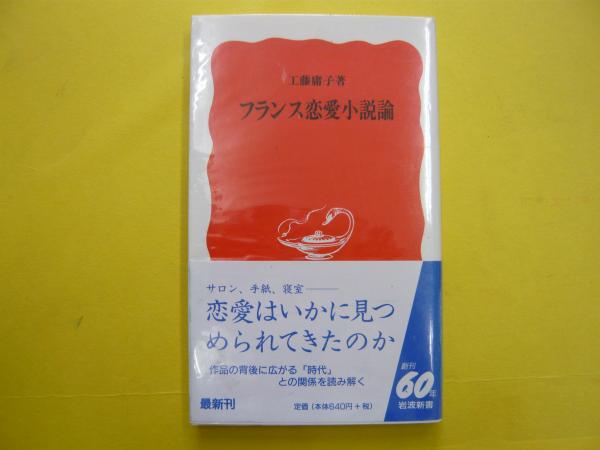 工藤庸子著
フランス恋愛小説論
サロン、手紙、寝室――
恋愛はいかに見つ
められてきたのか
作品の背後に広がる「時代」
との関係を読み解く
最新刊
定価(本体640円+税)
創刊
60年
岩波新書